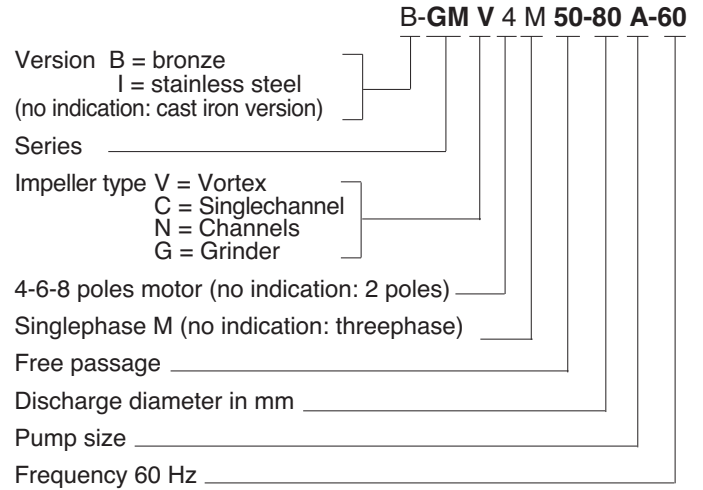 B-GM V 4 M 50-80 A-60
Version B = bronze
I = stainless steel
(no indication: cast iron version)
Series
Impeller type V = Vortex
C = Singlechannel
N = Channels
G = Grinder
4-6-8 poles motor (no indication: 2 poles)
Singlephase M (no indication: threephase)
Free passage
Discharge diameter in mm
Pump size
Frequency 60 Hz